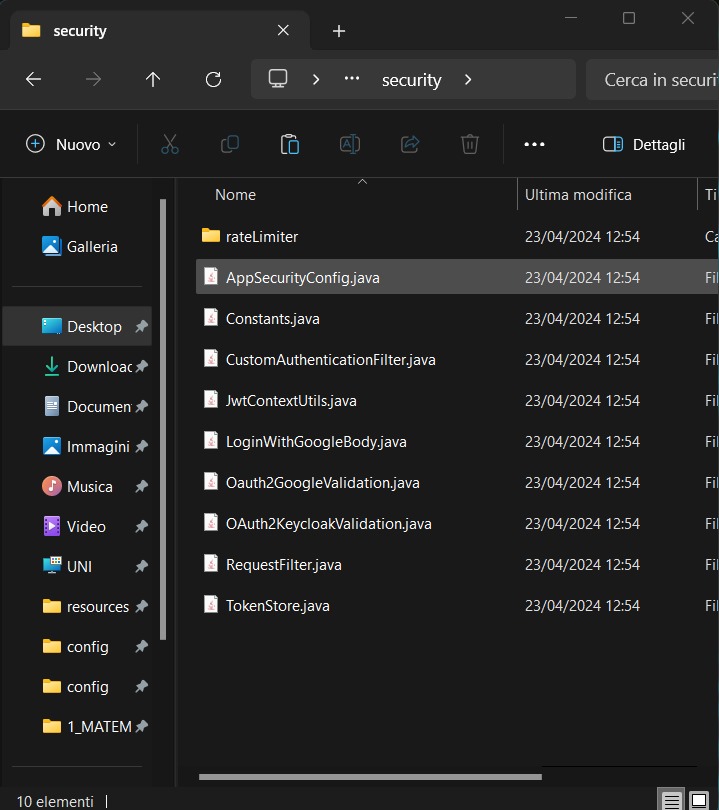 security
security
Cerca in securi
Nuovo
Dettagli
Nome
Ultima modifica
Ti
Home
Galleria
Desktop
Downloac
Documen
Immagini
Musica
Video
UNI
resources
config
config
1_MATEM
rateLimiter 23/04/2024 12:54 Ca
AppSecurityConfig.java 23/04/2024 12:54 Fil
Constants.java 23/04/2024 12:54 Fil
CustomAuthenticationFilter.java 23/04/2024 12:54 Fil
JwtContextUtils.java 23/04/2024 12:54 Fil
LoginWithGoogleBody.java 23/04/2024 12:54 Fil
Oauth2GoogleValidation.java 23/04/2024 12:54 Fil
OAuth2KeycloakValidation.java 23/04/2024 12:54 Fil
RequestFilter.java 23/04/2024 12:54 Fil
TokenStore.java 23/04/2024 12:54 Fil
10 elementi